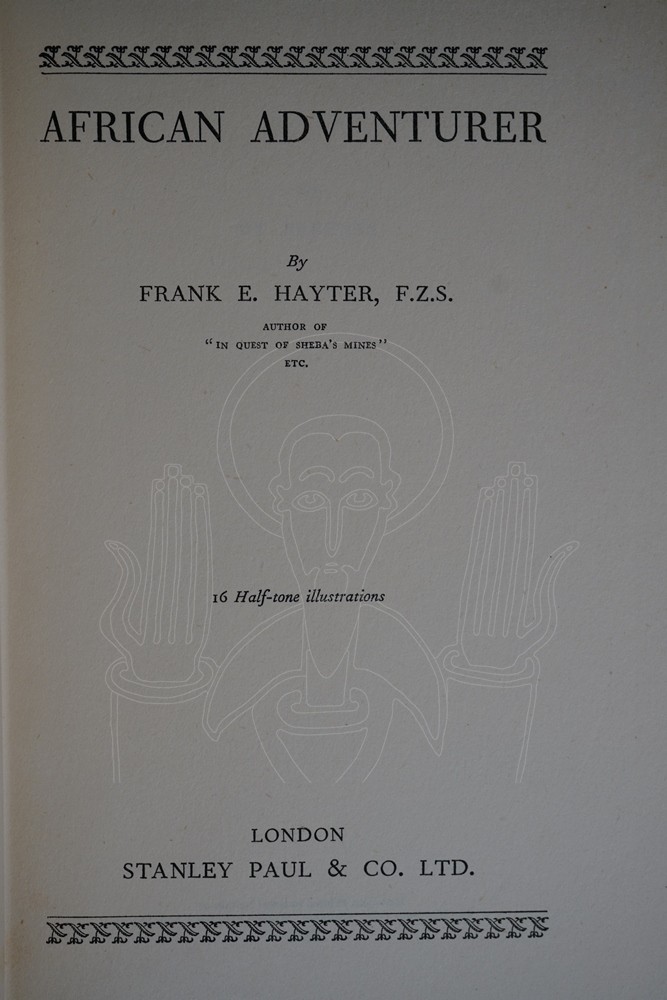 AFRICAN ADVENTURER
By
FRANK E. HAYTER, F.Z.S.
AUTHOR OF
"IN QUEST OF SHEBA'S MINES"
ETC.
16 Half-tone illustrations
LONDON
STANLEY PAUL & CO. LTD.